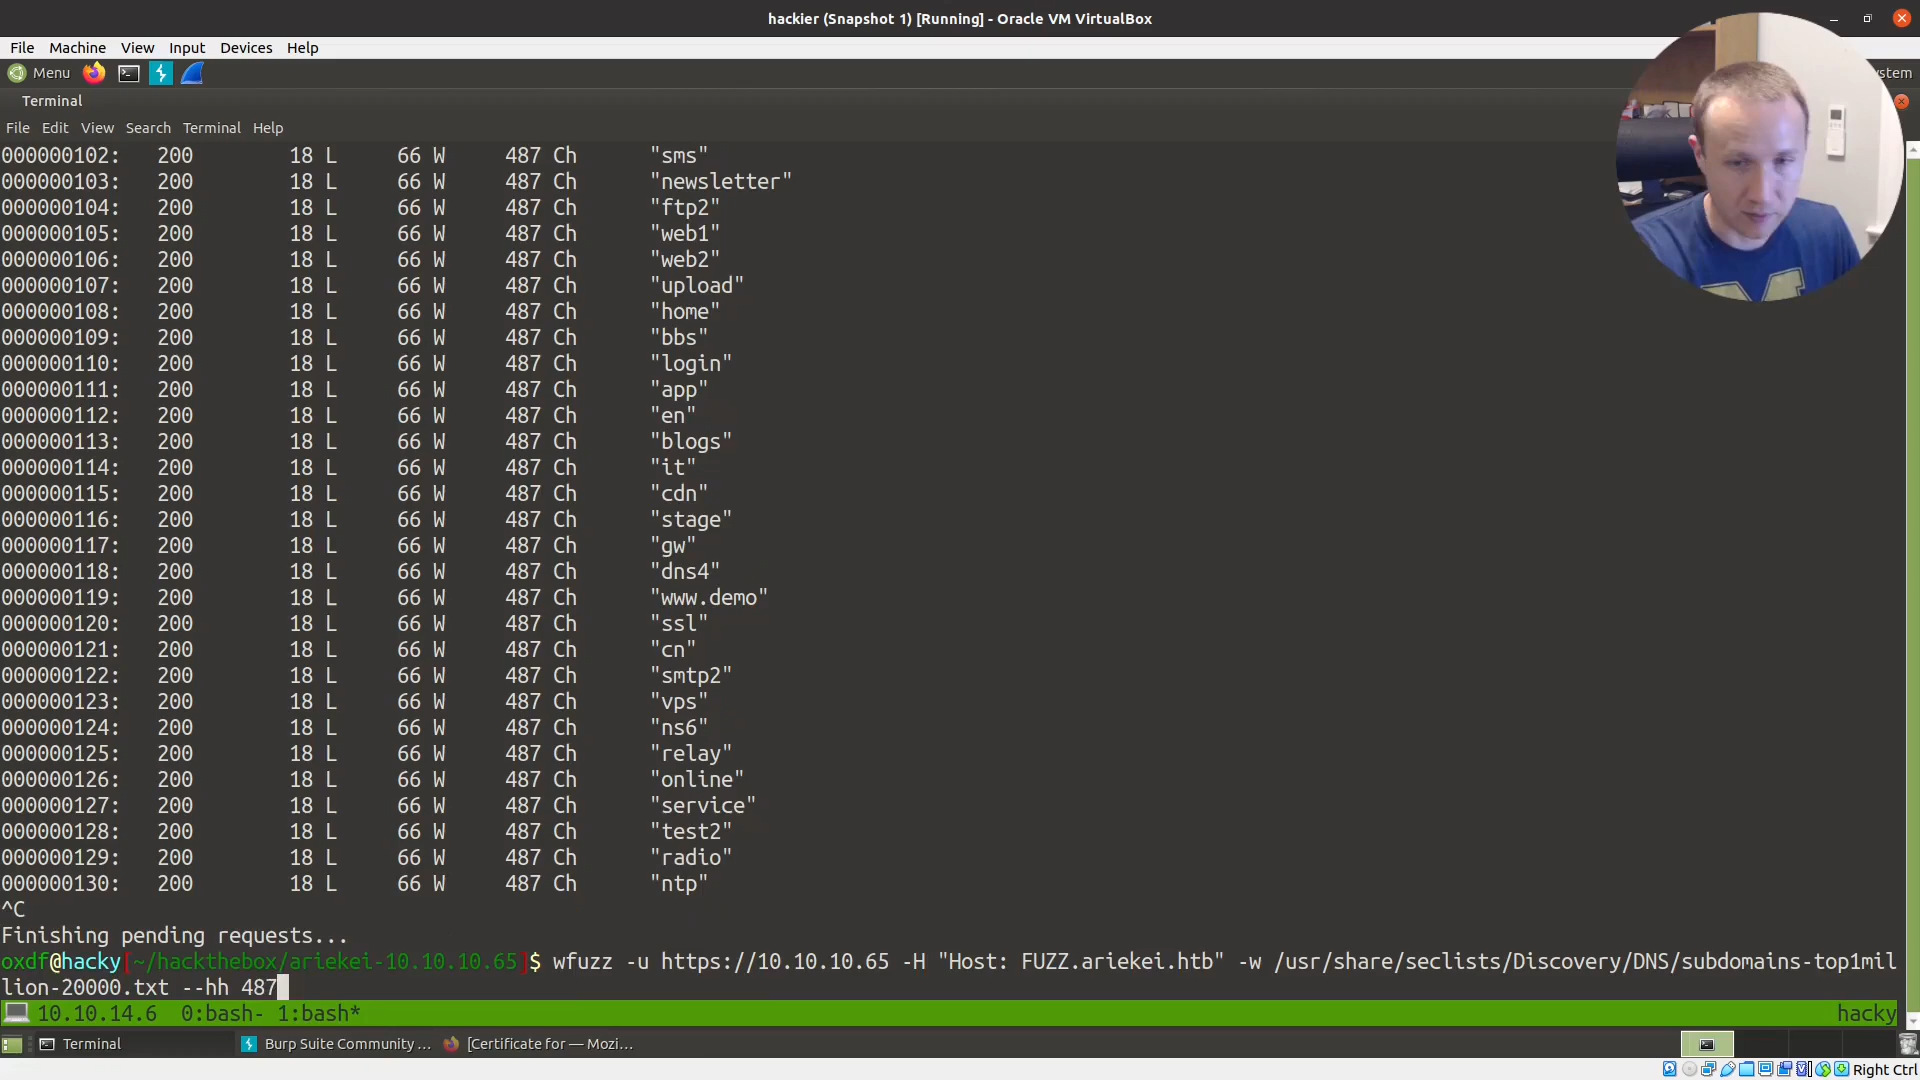 hackier (Snapshot 1) [Running] - Oracle VM VirtualBox
File Machine View Input Devices Help
Menu
Terminal
File Edit View Search Terminal Help
000000102: 200 18 L 66 W 487 Ch "sms"
000000103: 200 18 L 66 W 487 Ch "newsletter"
000000104: 200 18 L 66 W 487 Ch "ftp2"
000000105: 200 18 L 66 W 487 Ch "web1"
000000106: 200 18 L 66 W 487 Ch "web2"
000000107: 200 18 L 66 W 487 Ch "upload"
000000108: 200 18 L 66 W 487 Ch "home"
000000109: 200 18 L 66 W 487 Ch "bbs"
000000110: 200 18 L 66 W 487 Ch "login"
000000111: 200 18 L 66 W 487 Ch "app"
000000112: 200 18 L 66 W 487 Ch "en"
000000113: 200 18 L 66 W 487 Ch "blogs"
000000114: 200 18 L 66 W 487 Ch "it"
000000115: 200 18 L 66 W 487 Ch "cdn"
000000116: 200 18 L 66 W 487 Ch "stage"
000000117: 200 18 L 66 W 487 Ch "gw"
000000118: 200 18 L 66 W 487 Ch "dns4"
000000119: 200 18 L 66 W 487 Ch "www.demo"
000000120: 200 18 L 66 W 487 Ch "ssl"
000000121: 200 18 L 66 W 487 Ch "cn"
000000122: 200 18 L 66 W 487 Ch "smtp2"
000000123: 200 18 L 66 W 487 Ch "vps"
000000124: 200 18 L 66 W 487 Ch "ns6"
000000125: 200 18 L 66 W 487 Ch "relay"
000000126: 200 18 L 66 W 487 Ch "online"
000000127: 200 18 L 66 W 487 Ch "service"
000000128: 200 18 L 66 W 487 Ch "test2"
000000129: 200 18 L 66 W 487 Ch "radio"
000000130: 200 18 L 66 W 487 Ch "ntp"
^C
Finishing pending requests...
oxdf@hacky[~/hackthebox/ariekei-10.10.10.65]$ wfuzz -u https://10.10.10.65 -H "Host: FUZZ.ariekei.htb" -w /usr/share/seclists/Discovery/DNS/subdomains-top1mil
lion-20000.txt --hh 487
10.10.14.6 0:bash- 1:bash* hacky
Terminal Burp Suite Community ... [Certificate for — Mozi...
Right Ctrl